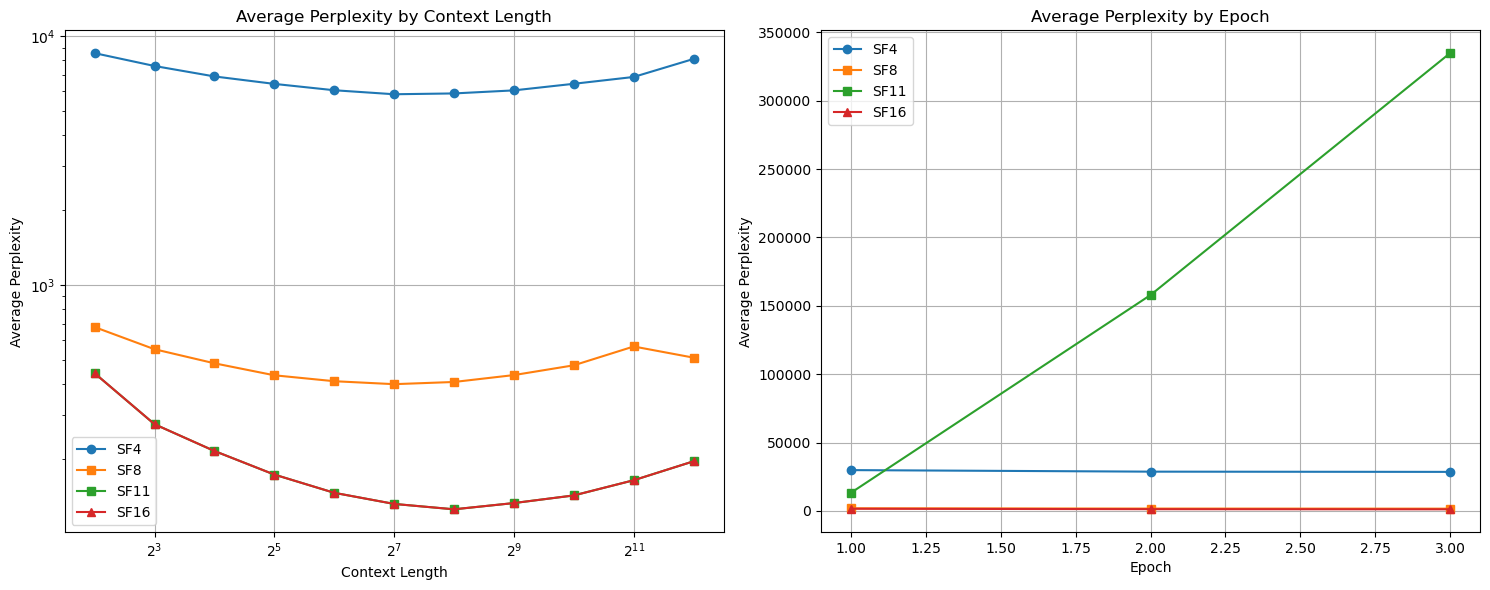 Average Perplexity by Context Length
Average Perplexity
10^4
10^3
SF4
SF8
SF11
SF16
2^3
2^5
2^7
2^9
2^11
Context Length
Average Perplexity by Epoch
Average Perplexity
350000
300000
250000
200000
150000
100000
50000
0
SF4
SF8
SF11
SF16
1.00 1.25 1.50 1.75 2.00 2.25 2.50 2.75 3.00
Epoch